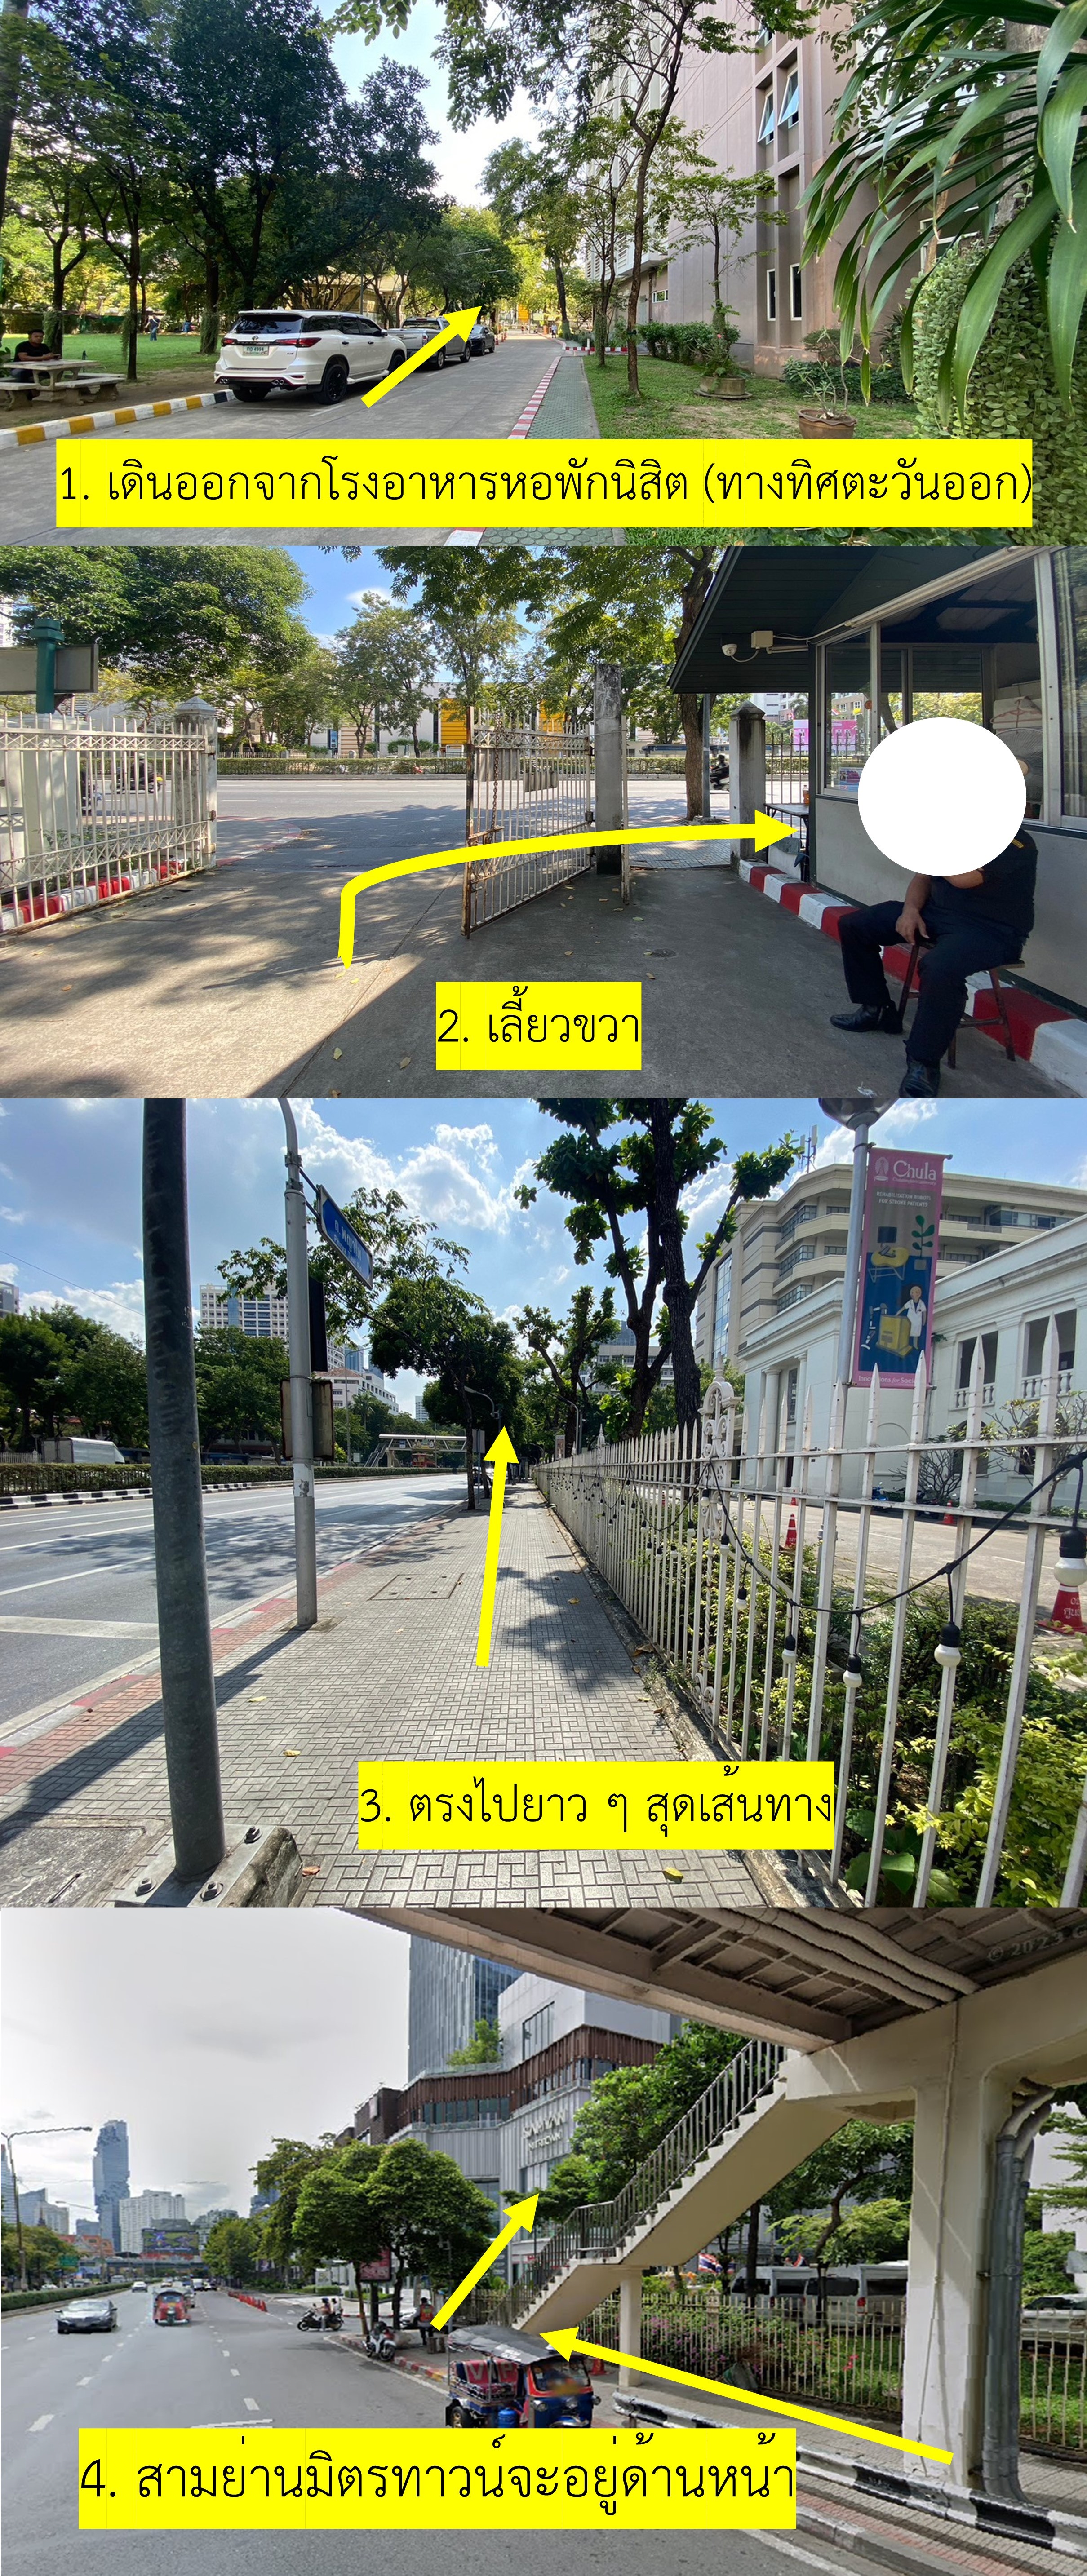 1. เดินออกจากโรงอาหารหอพักนิสิต (ทางทิศตะวันออก)
2. เลี้ยวขวา
Chula
3. ตรงไปยาว ๆ สุดเส้นทาง
© 2023
4. สามย่านมิตรทาวน์จะอยู่ด้านหน้า